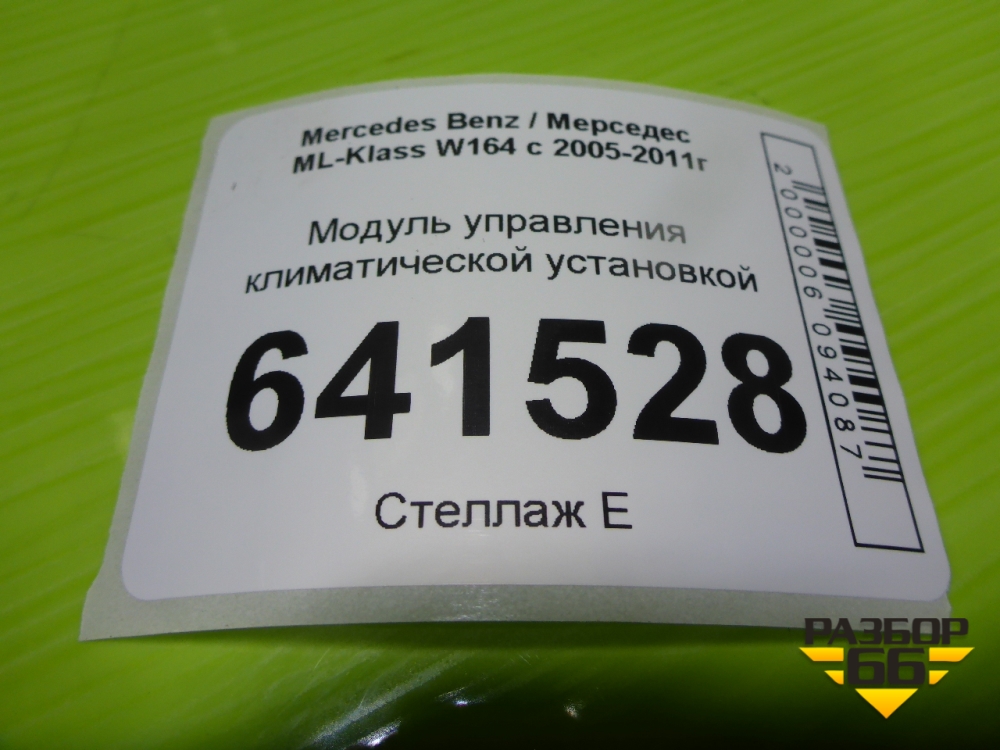 Mercedes Benz / Мерседес
ML-Klass W164 с 2005-2011г
Модуль управления
климатической установкой
641528
Стеллаж Е
2000006094087
РАЗБОР
66